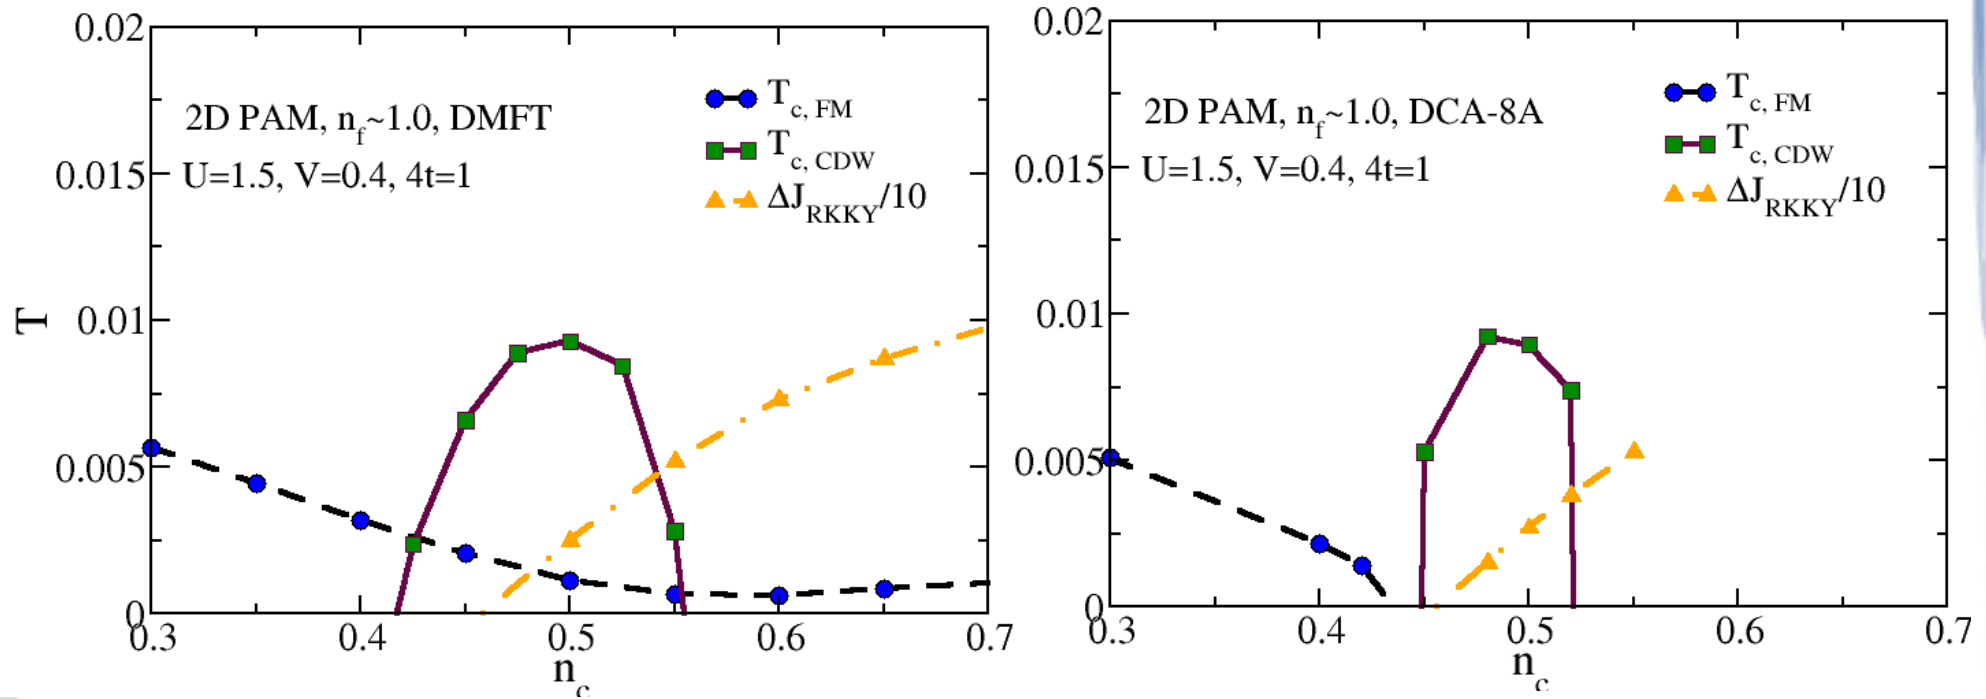 0.02
0.015
0.01
0.005
0
T
2D PAM, n_f~1.0, DMFT
U=1.5, V=0.4, 4t=1
T_c, FM
T_c, CDW
ΔJ_RKKY/10
0.3 0.4 0.5 0.6 0.7
n_c
0.02
0.015
0.01
0.005
0
2D PAM, n_f~1.0, DCA-8A
U=1.5, V=0.4, 4t=1
T_c, FM
T_c, CDW
ΔJ_RKKY/10
0.3 0.4 0.5 0.6 0.7
n_c